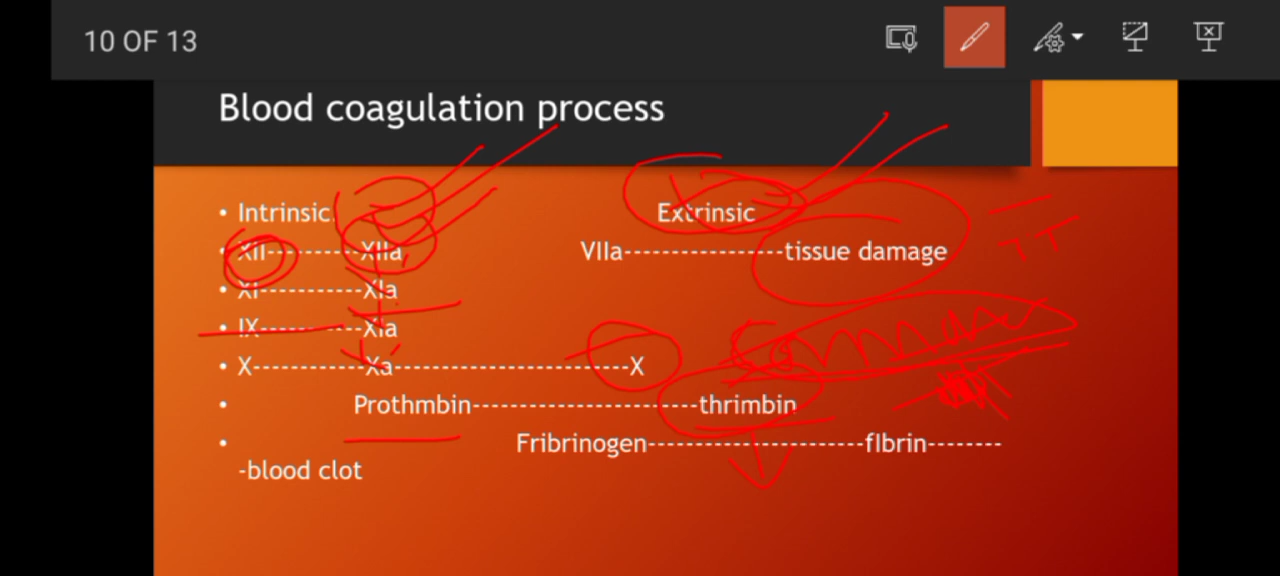 10 OF 13
Blood coagulation process
• Intrinsic. Extrinsic
• XII----------XIIa VIIa-----------------tissue damage
• XI-----------XIa
• IX-----------XIa
• X------------Xa-------------------------X
• Prothmbin------------------------thrimbin
• Fribrinogen-----------------------fIbrin--------
-blood clot